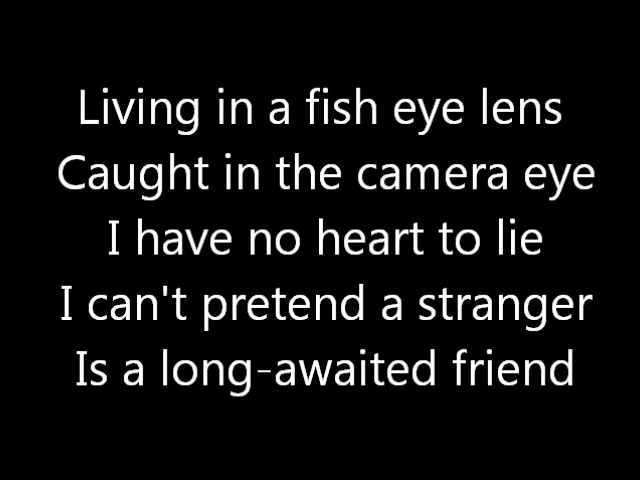 Living in a fish eye lens
Caught in the camera eye
I have no heart to lie
I can't pretend a stranger
Is a long-awaited friend